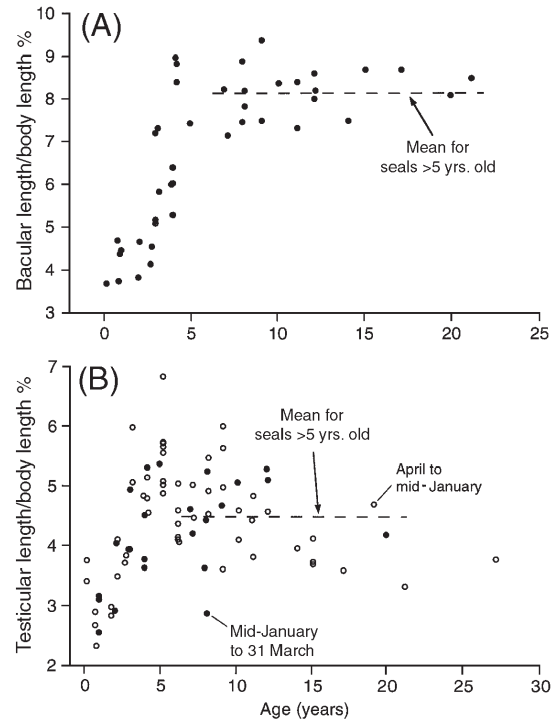 (A)
Bacular length/body length %
10
9
8
7
6
5
4
3
Mean for
seals >5 yrs. old
0 5 10 15 20 25
(B)
Testicular length/body length %
7
6
5
4
3
2
Mean for
seals >5 yrs. old
April to
mid-January
Mid-January
to 31 March
0 5 10 15 20 25 30
Age (years)